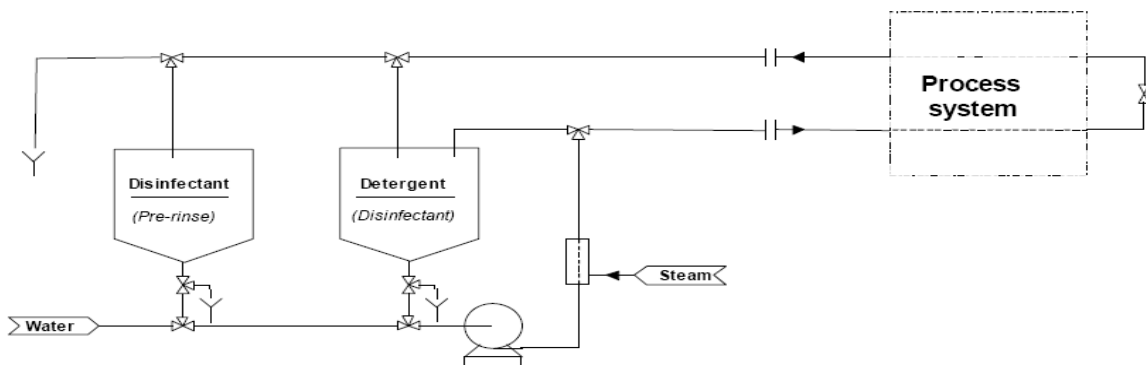 Process
system
Disinfectant
(Pre-rinse)
Detergent
(Disinfectant)
Steam
Water